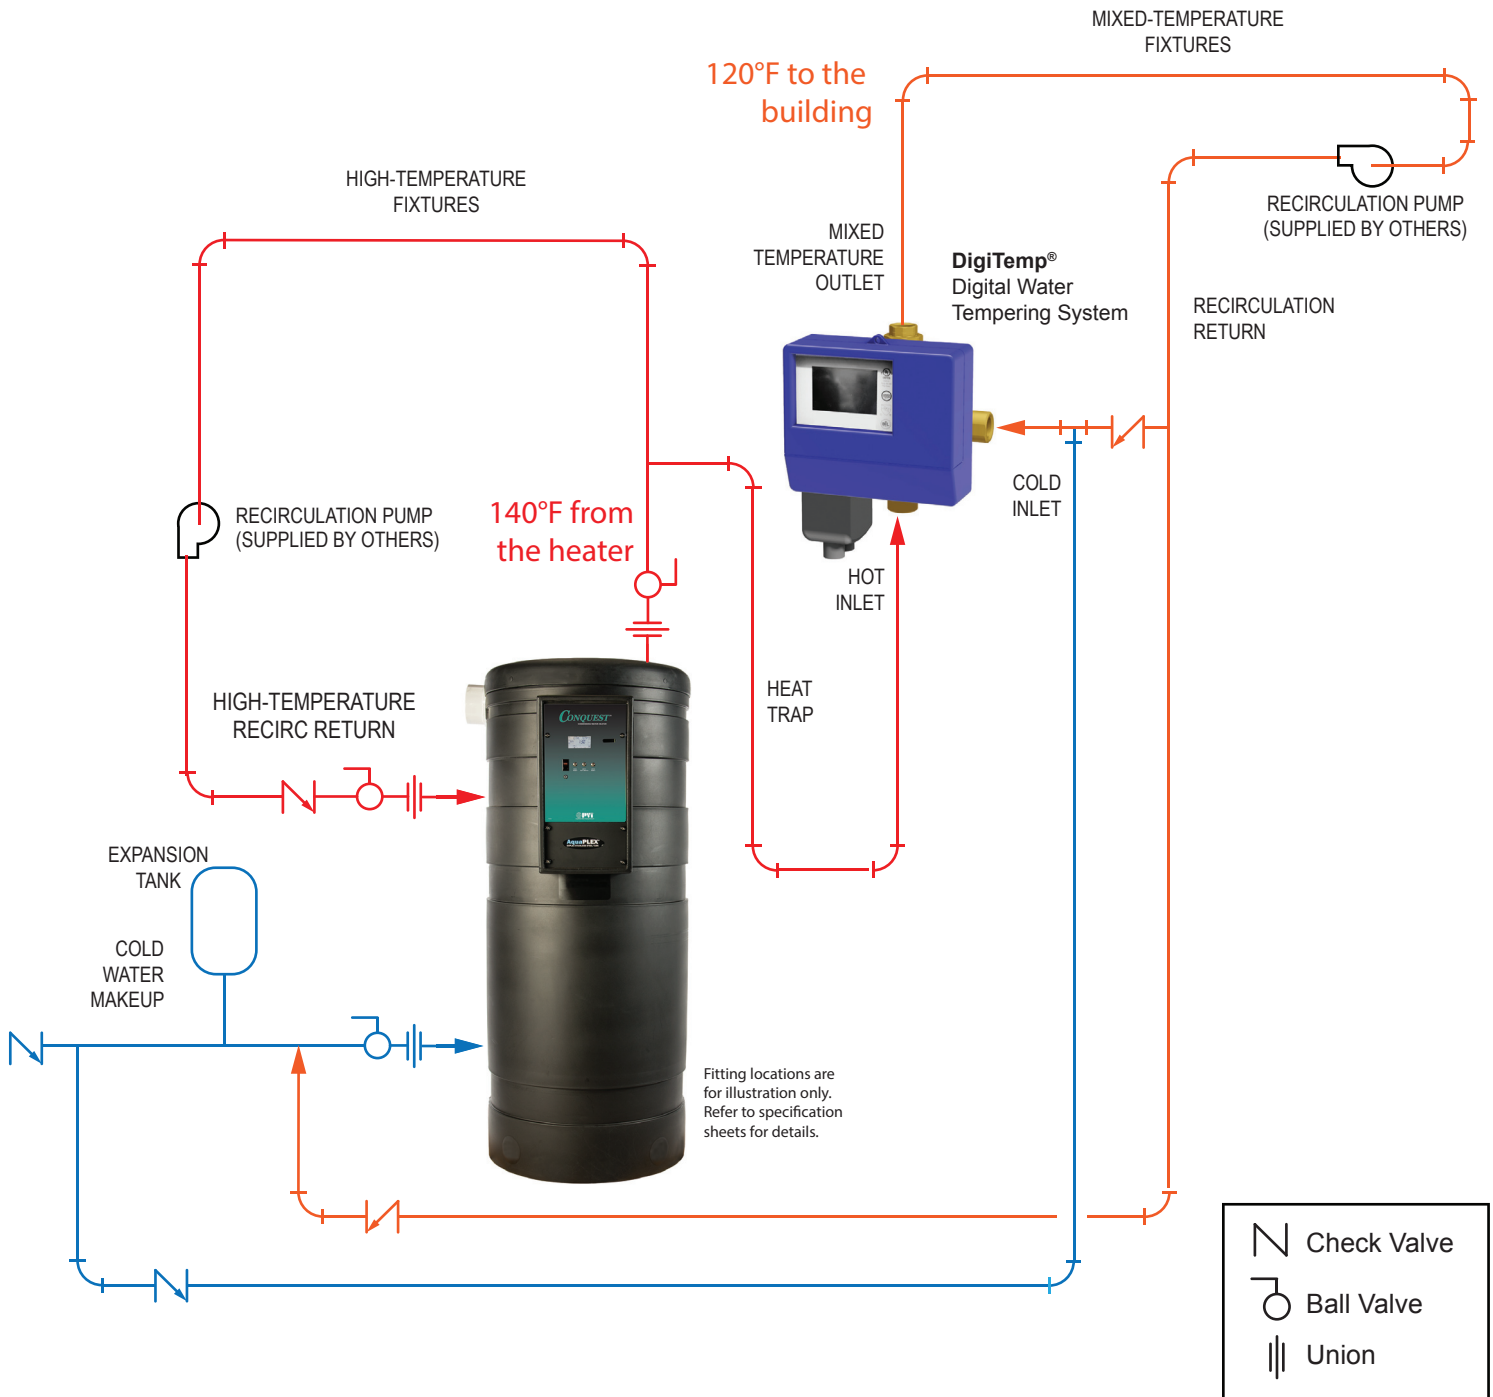 MIXED-TEMPERATURE
FIXTURES
120°F to the
building
HIGH-TEMPERATURE
FIXTURES
RECIRCULATION PUMP
(SUPPLIED BY OTHERS)
MIXED
TEMPERATURE
OUTLET
DigiTemp®
Digital Water
Tempering System
RECIRCULATION
RETURN
COLD
INLET
RECIRCULATION PUMP
(SUPPLIED BY OTHERS)
140°F from
the heater
HOT
INLET
HIGH-TEMPERATURE
RECIRC RETURN
HEAT
TRAP
CONQUEST
PVI
AquaPLEX
EXPANSION
TANK
COLD
WATER
MAKEUP
Fitting locations are
for illustration only.
Refer to specification
sheets for details.
Check Valve
Ball Valve
Union